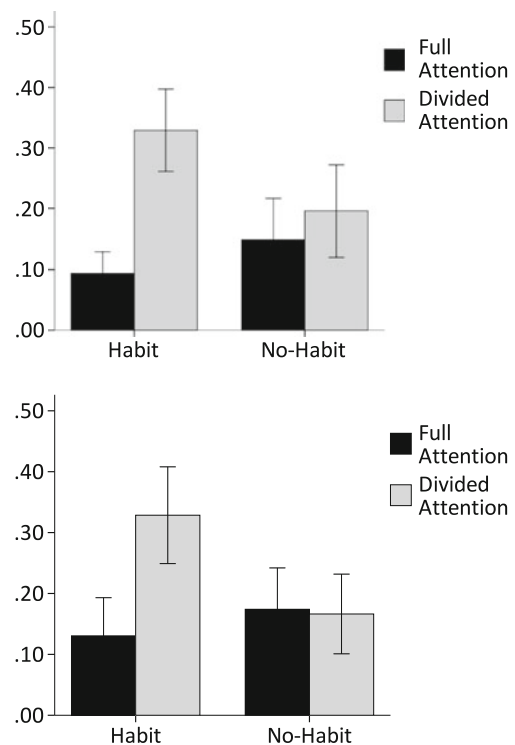 .50
.40
.30
.20
.10
.00
Habit
No-Habit
Full
Attention
Divided
Attention
.50
.40
.30
.20
.10
.00
Habit
No-Habit
Full
Attention
Divided
Attention